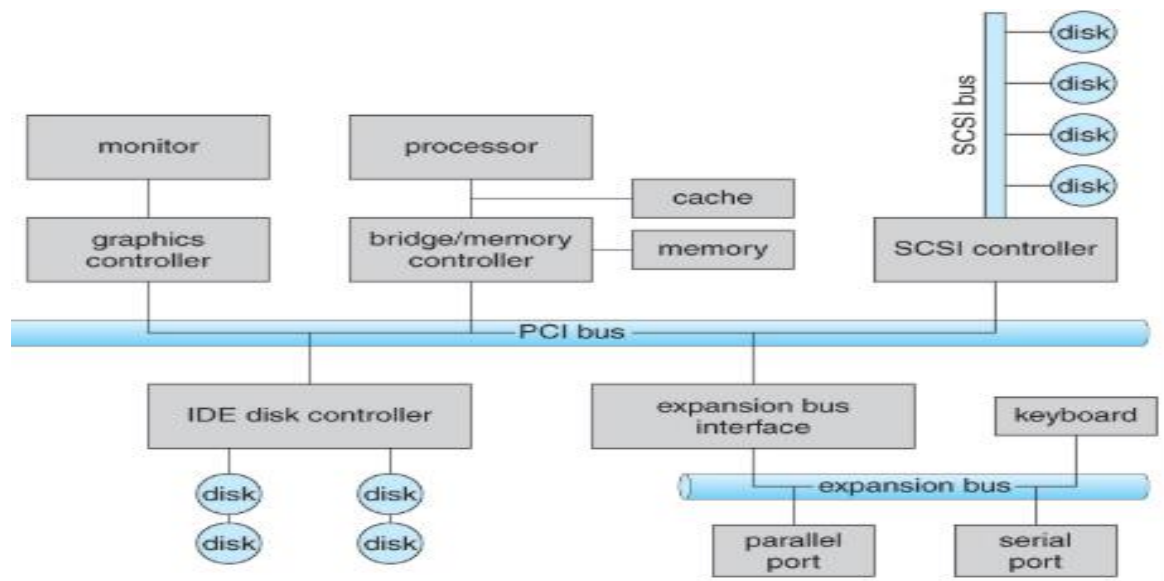 disk
disk
disk
disk
SCSI bus
monitor
processor
cache
graphics
controller
bridge/memory
controller
memory
SCSI controller
PCI bus
IDE disk controller
expansion bus
interface
keyboard
disk
disk
disk
disk
expansion bus
parallel
port
serial
port